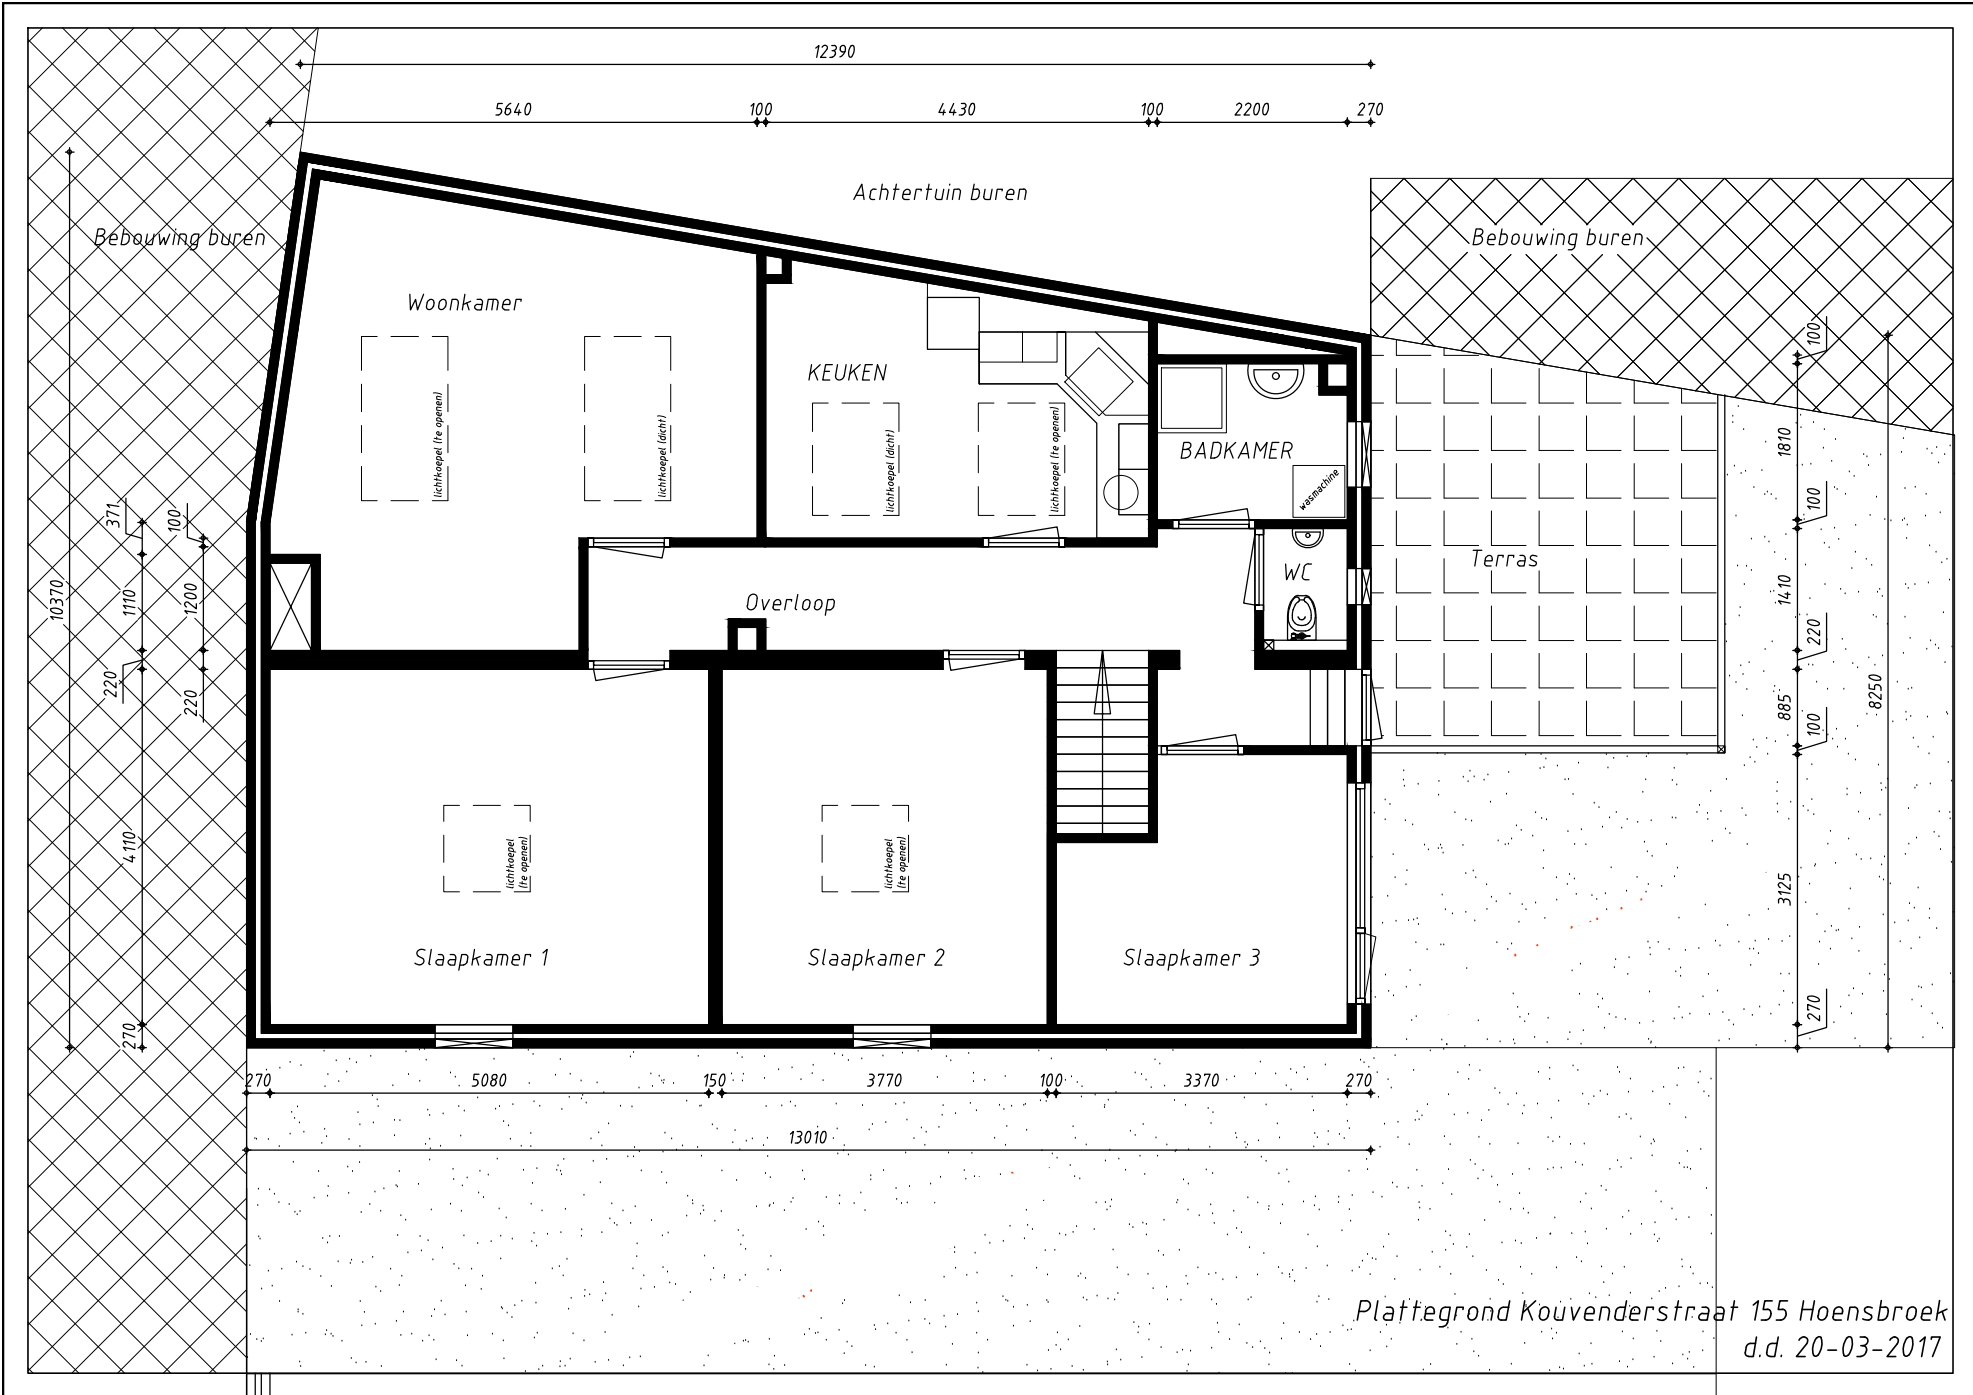 12390
5640 100 4430 100 2200 270
Achtertuin buren
Bebouwing buren
Bebouwing buren
Woonkamer
KEUKEN
lichtkoepel (te openen)
lichtkoepel (dicht)
lichtkoepel (dicht)
lichtkoepel (te openen)
BADKAMER
wasmachine
WC
Terras
Overloop
10370
371
1110
220
4110
270
100
1200
220
100
1810
100
1410
220
885
100
3125
270
8250
lichtkoepel
(te openen)
lichtkoepel
(te openen)
Slaapkamer 1
Slaapkamer 2
Slaapkamer 3
270 5080 150 3770 100 3370 270
13010
Plattegrond Kouvenderstraat 155 Hoensbroek
d.d. 20-03-2017